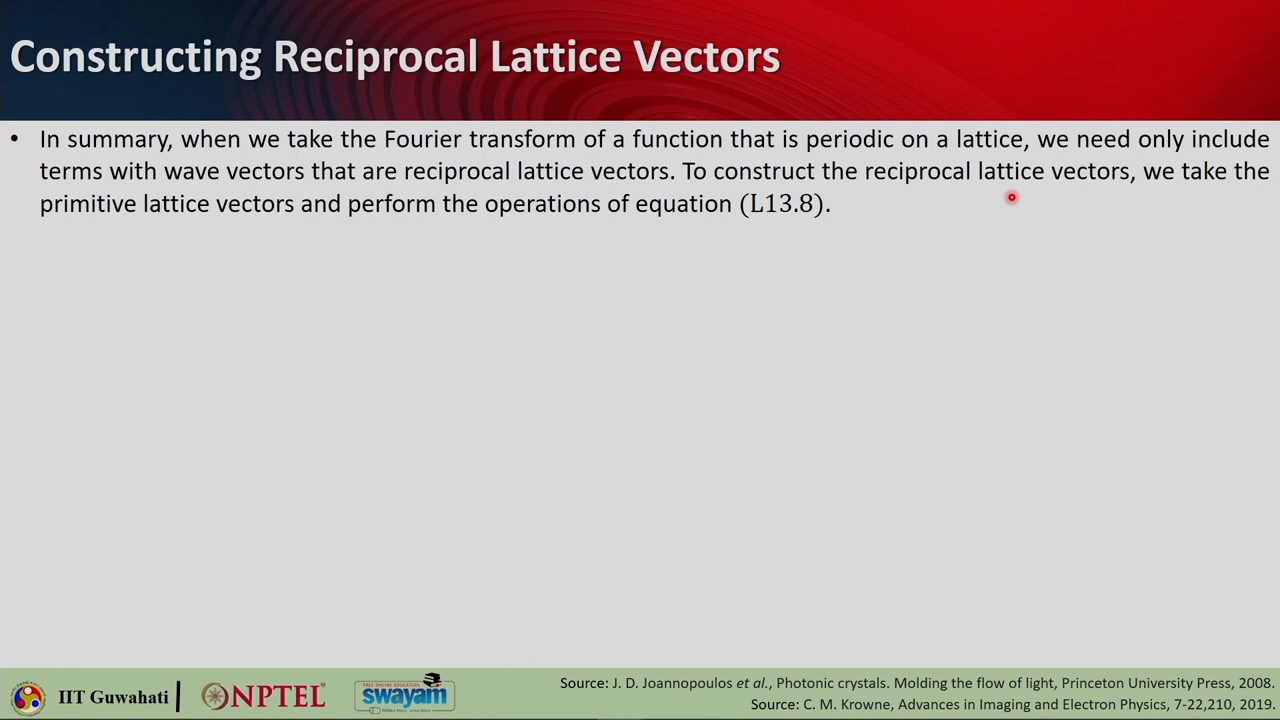 Constructing Reciprocal Lattice Vectors
• In summary, when we take the Fourier transform of a function that is periodic on a lattice, we need only include
terms with wave vectors that are reciprocal lattice vectors. To construct the reciprocal lattice vectors, we take the
primitive lattice vectors and perform the operations of equation (L13.8).
IIT Guwahati
NPTEL
FREE ONLINE EDUCATION
swayam
Source: J. D. Joannopoulos et al., Photonic crystals. Molding the flow of light, Princeton University Press, 2008.
Source: C. M. Krowne, Advances in Imaging and Electron Physics, 7-22,210, 2019.